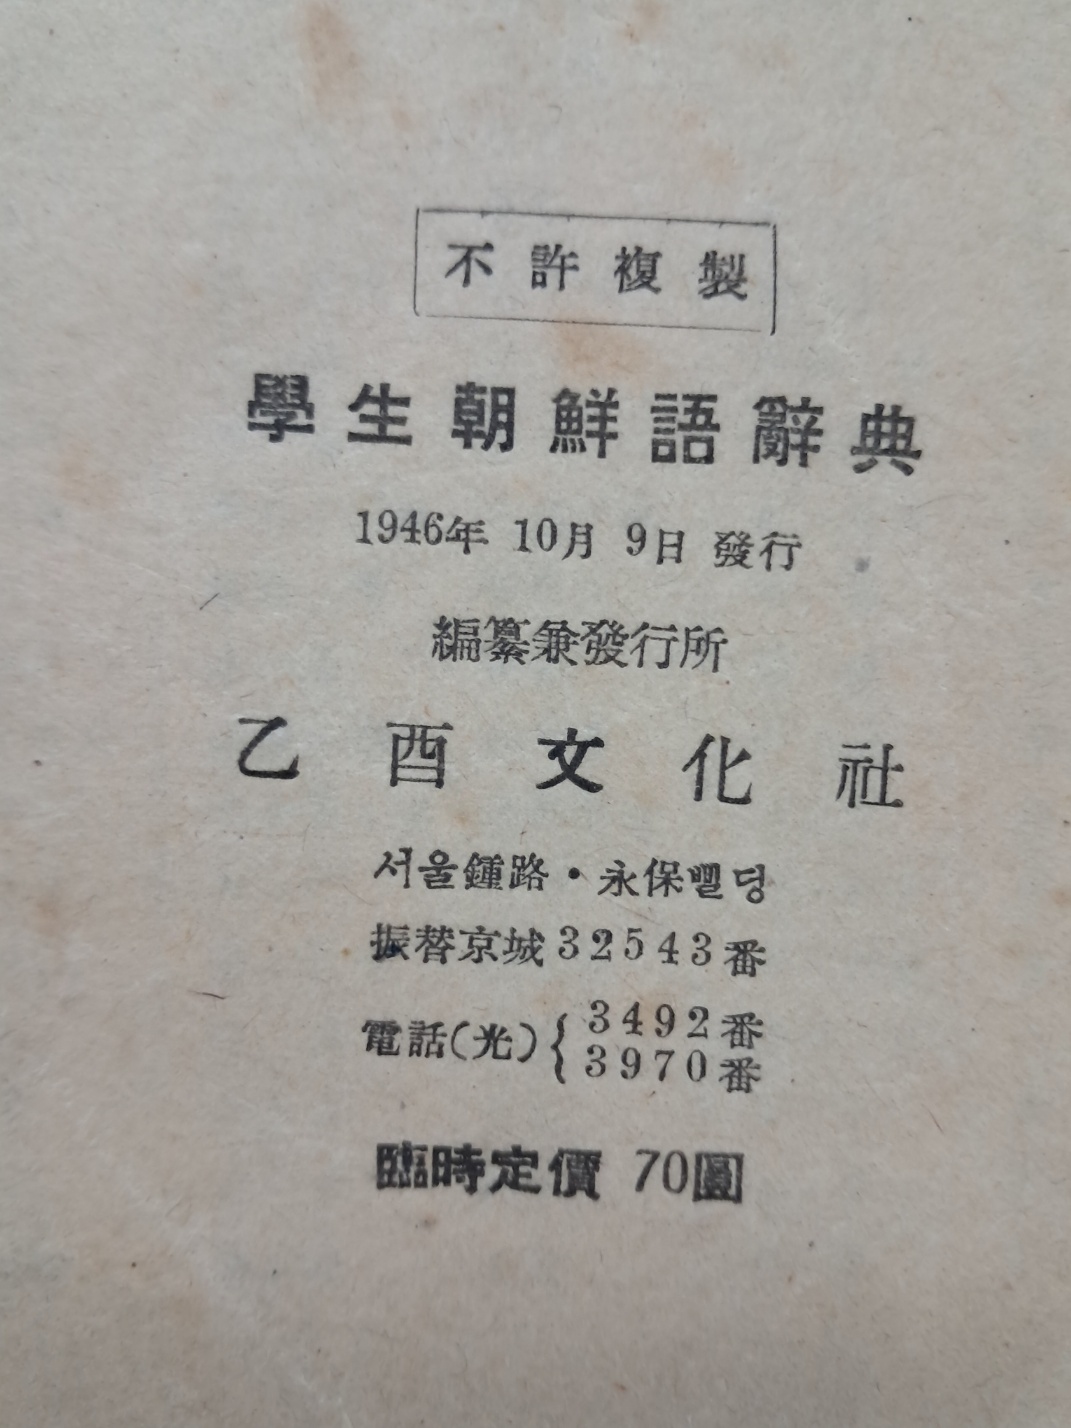 不許複製
學生朝鮮語辭典
1946年 10月 9日 發行
編纂兼發行所
乙酉文化社
서울鍾路・永保삘딍
振替京城32543番
電話(光){3492番
3970番
臨時定價 70圓